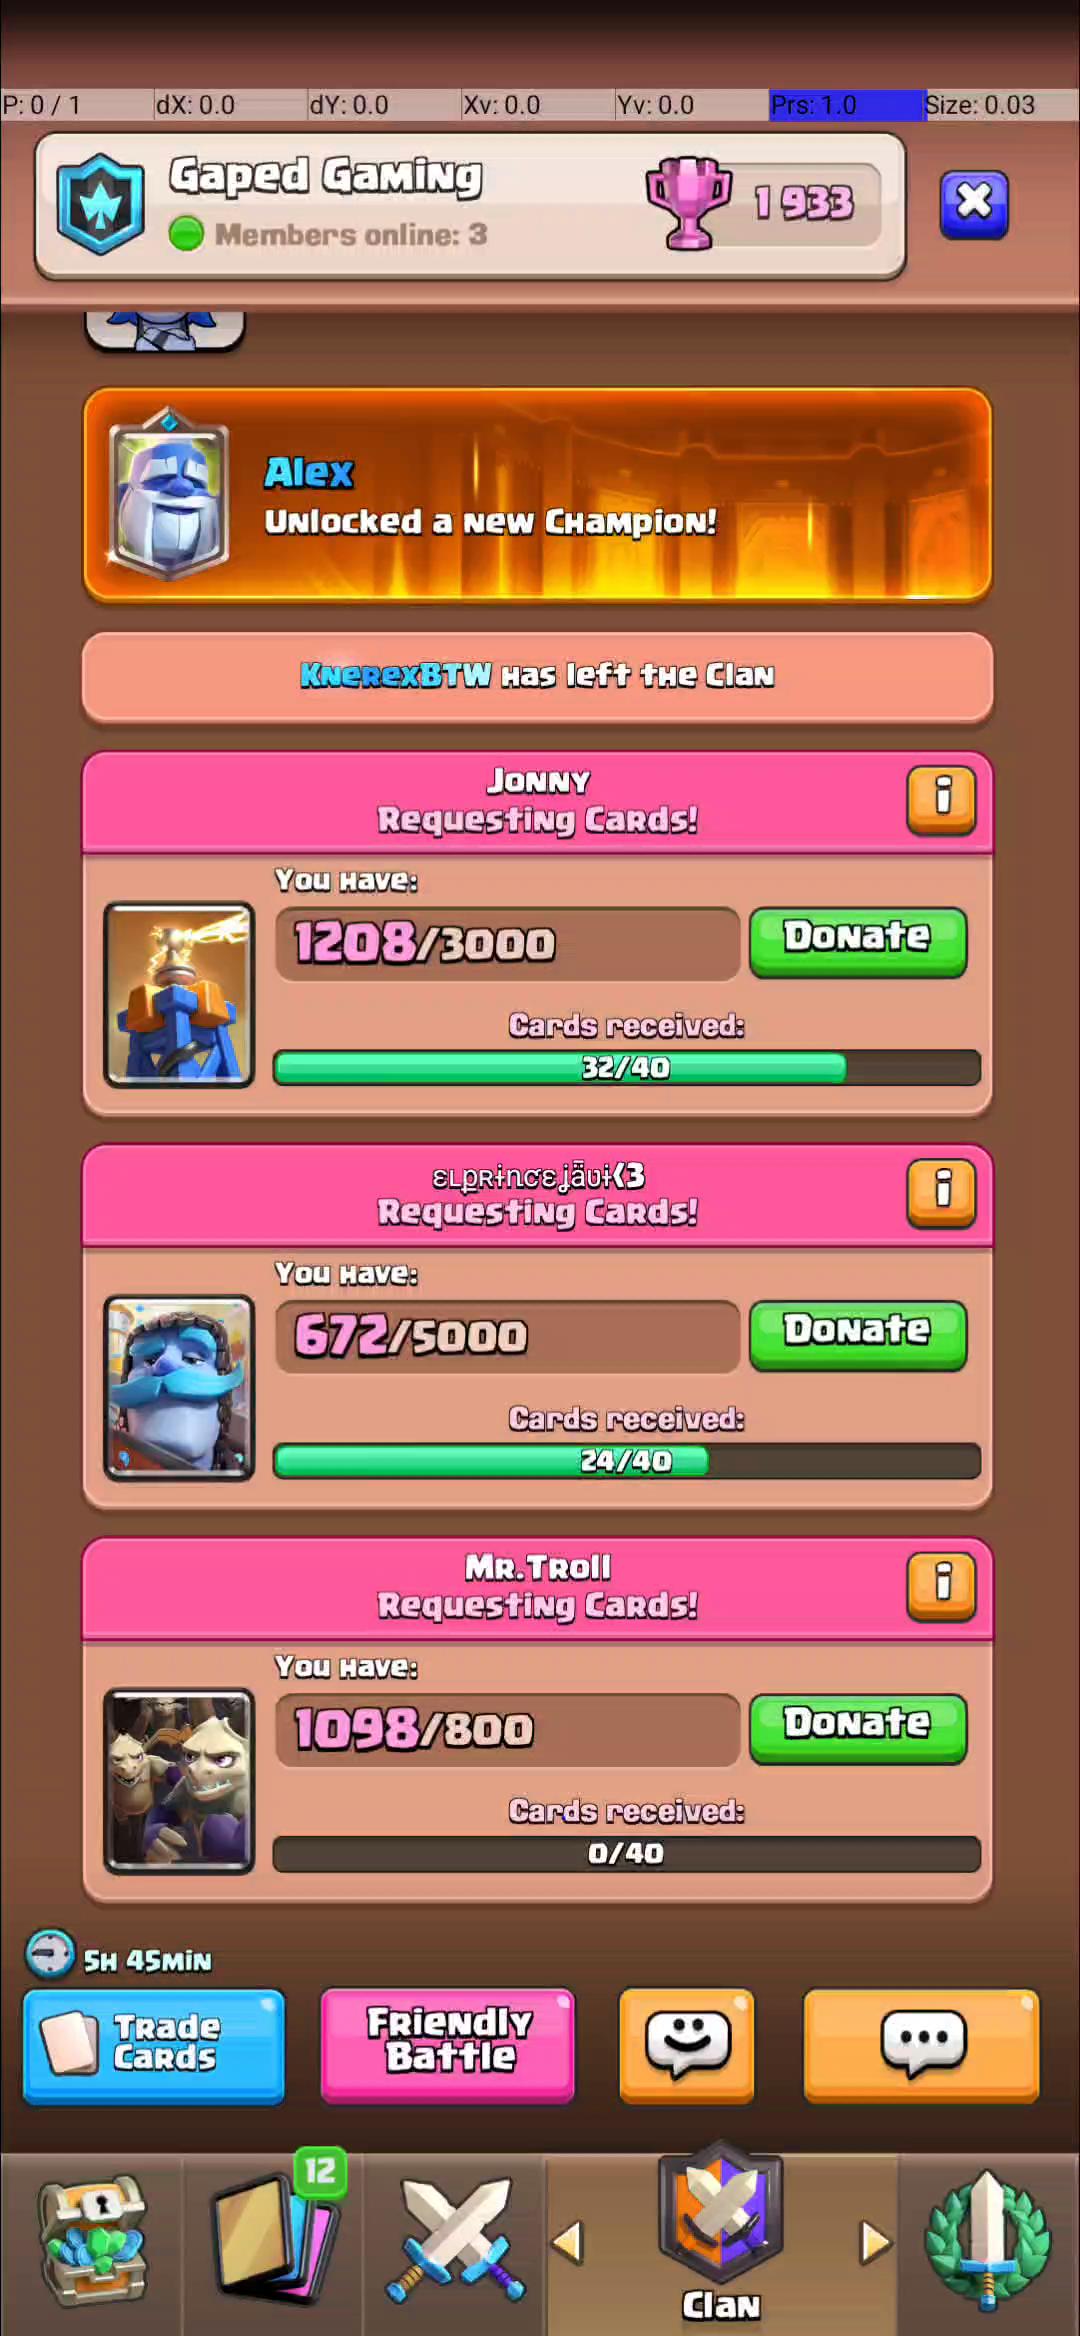 P: 0 / 1 dX: 0.0 dY: 0.0 Xv: 0.0 Yv: 0.0 Prs: 1.0 Size: 0.03
Gaped Gaming
1 933
Members online: 3
Alex
Unlocked a new Champion!
KnerexBTW has left the Clan
Jonny
Requesting Cards!
i
You have:
1208/3000
Donate
Cards received:
32/40
Requesting Cards!
i
You have:
672/5000
Donate
Cards received:
24/40
Mr.Troll
Requesting Cards!
i
You have:
1098/800
Donate
Cards received:
0/40
5h 45min
Trade
Cards
Friendly
Battle
12
Clan